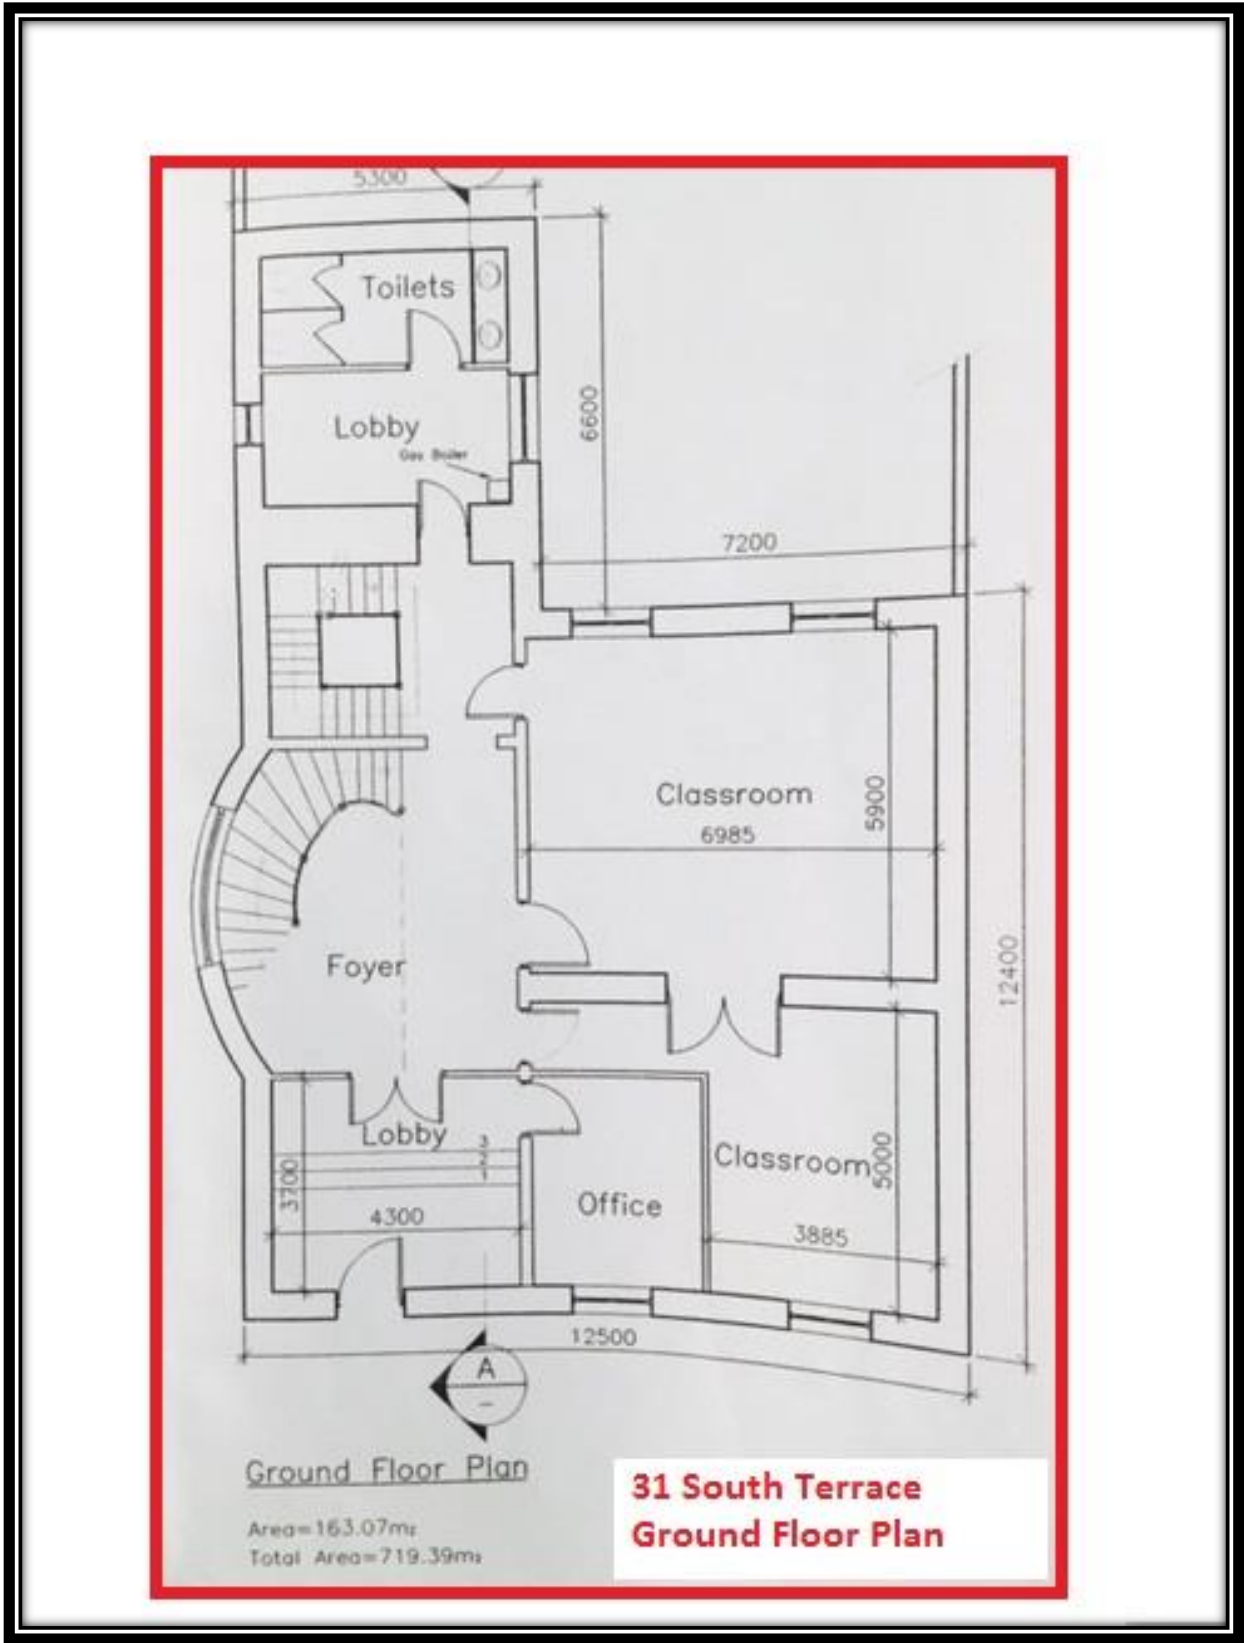 5300
Toilets
Lobby
Gas Boiler
6600
7200
Classroom
6985
5900
Foyer
12400
Lobby
3
2
1
3700
4300
Office
Classroom
5000
3885
12500
A
–
Ground Floor Plan
Area=163.07m2
Total Area=719.39m2
31 South Terrace
Ground Floor Plan